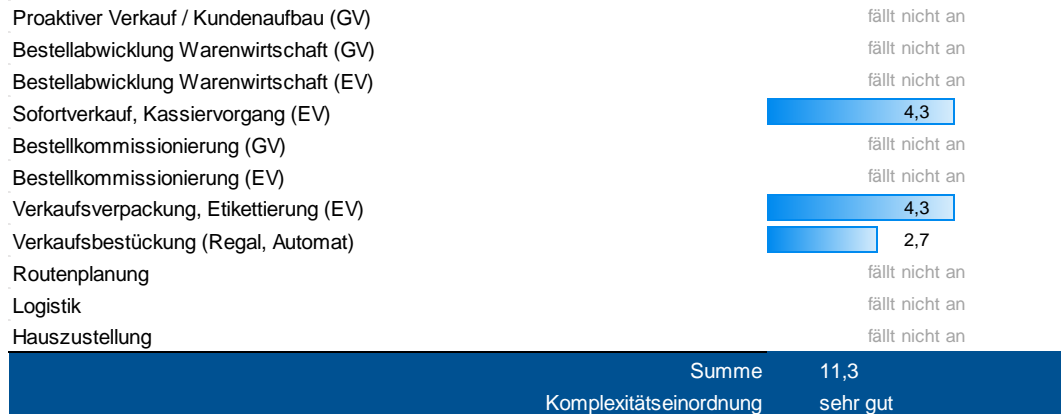 Proaktiver Verkauf / Kundenaufbau (GV) fällt nicht an
Bestellabwicklung Warenwirtschaft (GV) fällt nicht an
Bestellabwicklung Warenwirtschaft (EV) fällt nicht an
Sofortverkauf, Kassiervorgang (EV) 4,3
Bestellkommissionierung (GV) fällt nicht an
Bestellkommissionierung (EV) fällt nicht an
Verkaufsverpackung, Etikettierung (EV) 4,3
Verkaufsbestückung (Regal, Automat) 2,7
Routenplanung fällt nicht an
Logistik fällt nicht an
Hauszustellung fällt nicht an
Summe 11,3
Komplexitätseinordnung sehr gut